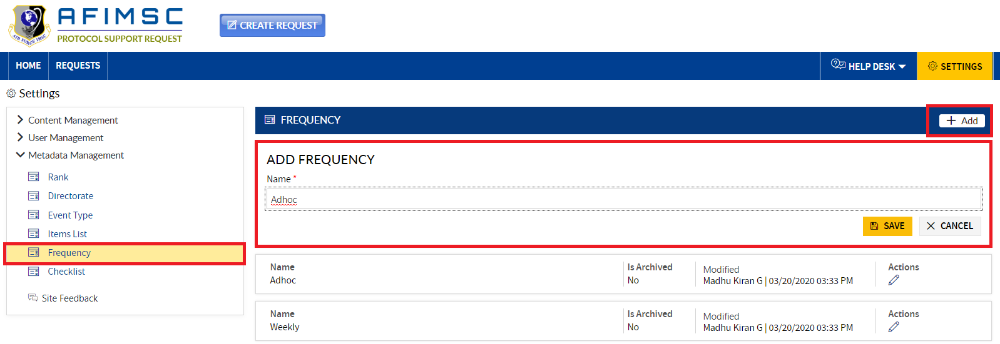 AFIMSC
PROTOCOL SUPPORT REQUEST
AIR FORCE IMSC
CREATE REQUEST
HOME REQUESTS HELP DESK SETTINGS
Settings
Content Management
User Management
Metadata Management
Rank
Directorate
Event Type
Items List
Frequency
Checklist
Site Feedback
FREQUENCY + Add
ADD FREQUENCY
Name *
Adhoc
SAVE CANCEL
Name Is Archived Modified Actions
Adhoc No Madhu Kiran G | 03/20/2020 03:33 PM
Name Is Archived Modified Actions
Weekly No Madhu Kiran G | 03/20/2020 03:33 PM